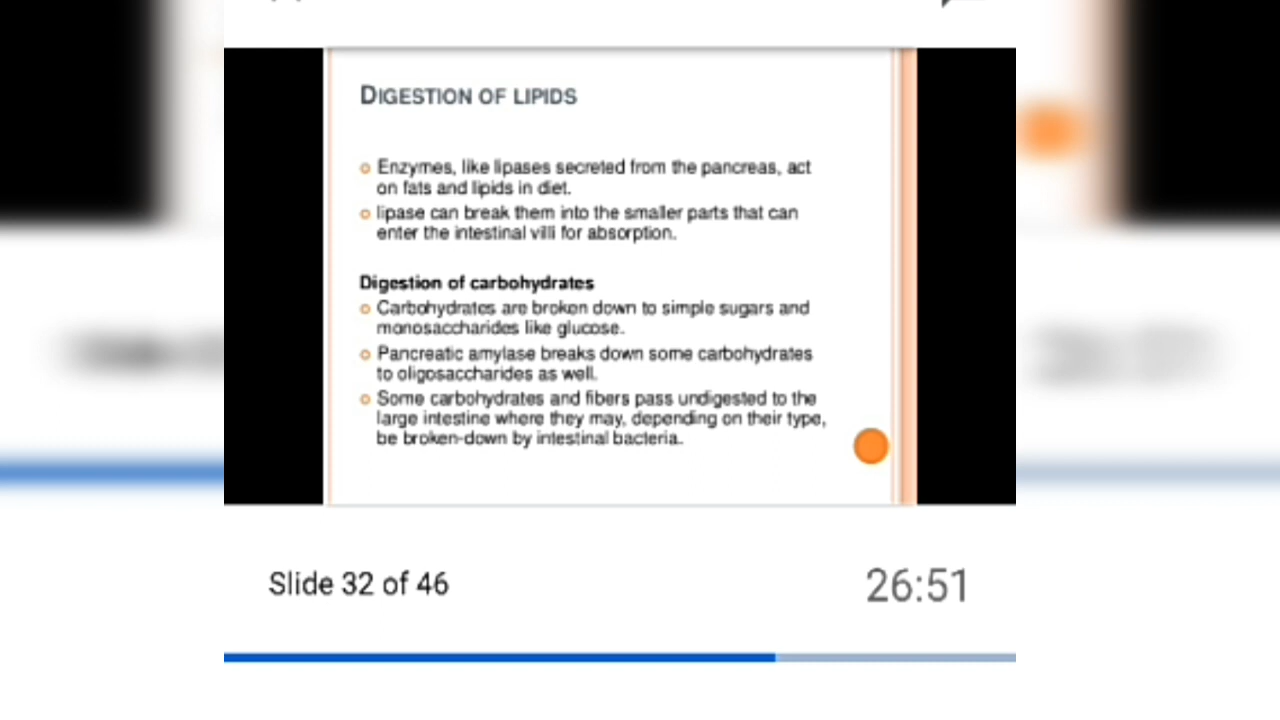 DIGESTION OF LIPIDS
Enzymes, like lipases secreted from the pancreas, act
on fats and lipids in diet.
lipase can break them into the smaller parts that can
enter the intestinal villi for absorption.
Digestion of carbohydrates
Carbohydrates are broken down to simple sugars and
monosaccharides like glucose.
Pancreatic amylase breaks down some carbohydrates
to oligosaccharides as well.
Some carbohydrates and fibers pass undigested to the
large intestine where they may, depending on their type,
be broken-down by intestinal bacteria.
Slide 32 of 46
26:51